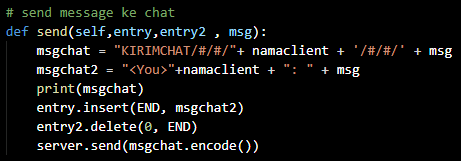 # send message ke chat
def send(self,entry,entry2 , msg):
msgchat = "KIRIMCHAT/#/#/"+ namaclient + '/#/#/' + msg
msgchat2 = "<You>"+namaclient + ": " + msg
print(msgchat)
entry.insert(END, msgchat2)
entry2.delete(0, END)
server.send(msgchat.encode())